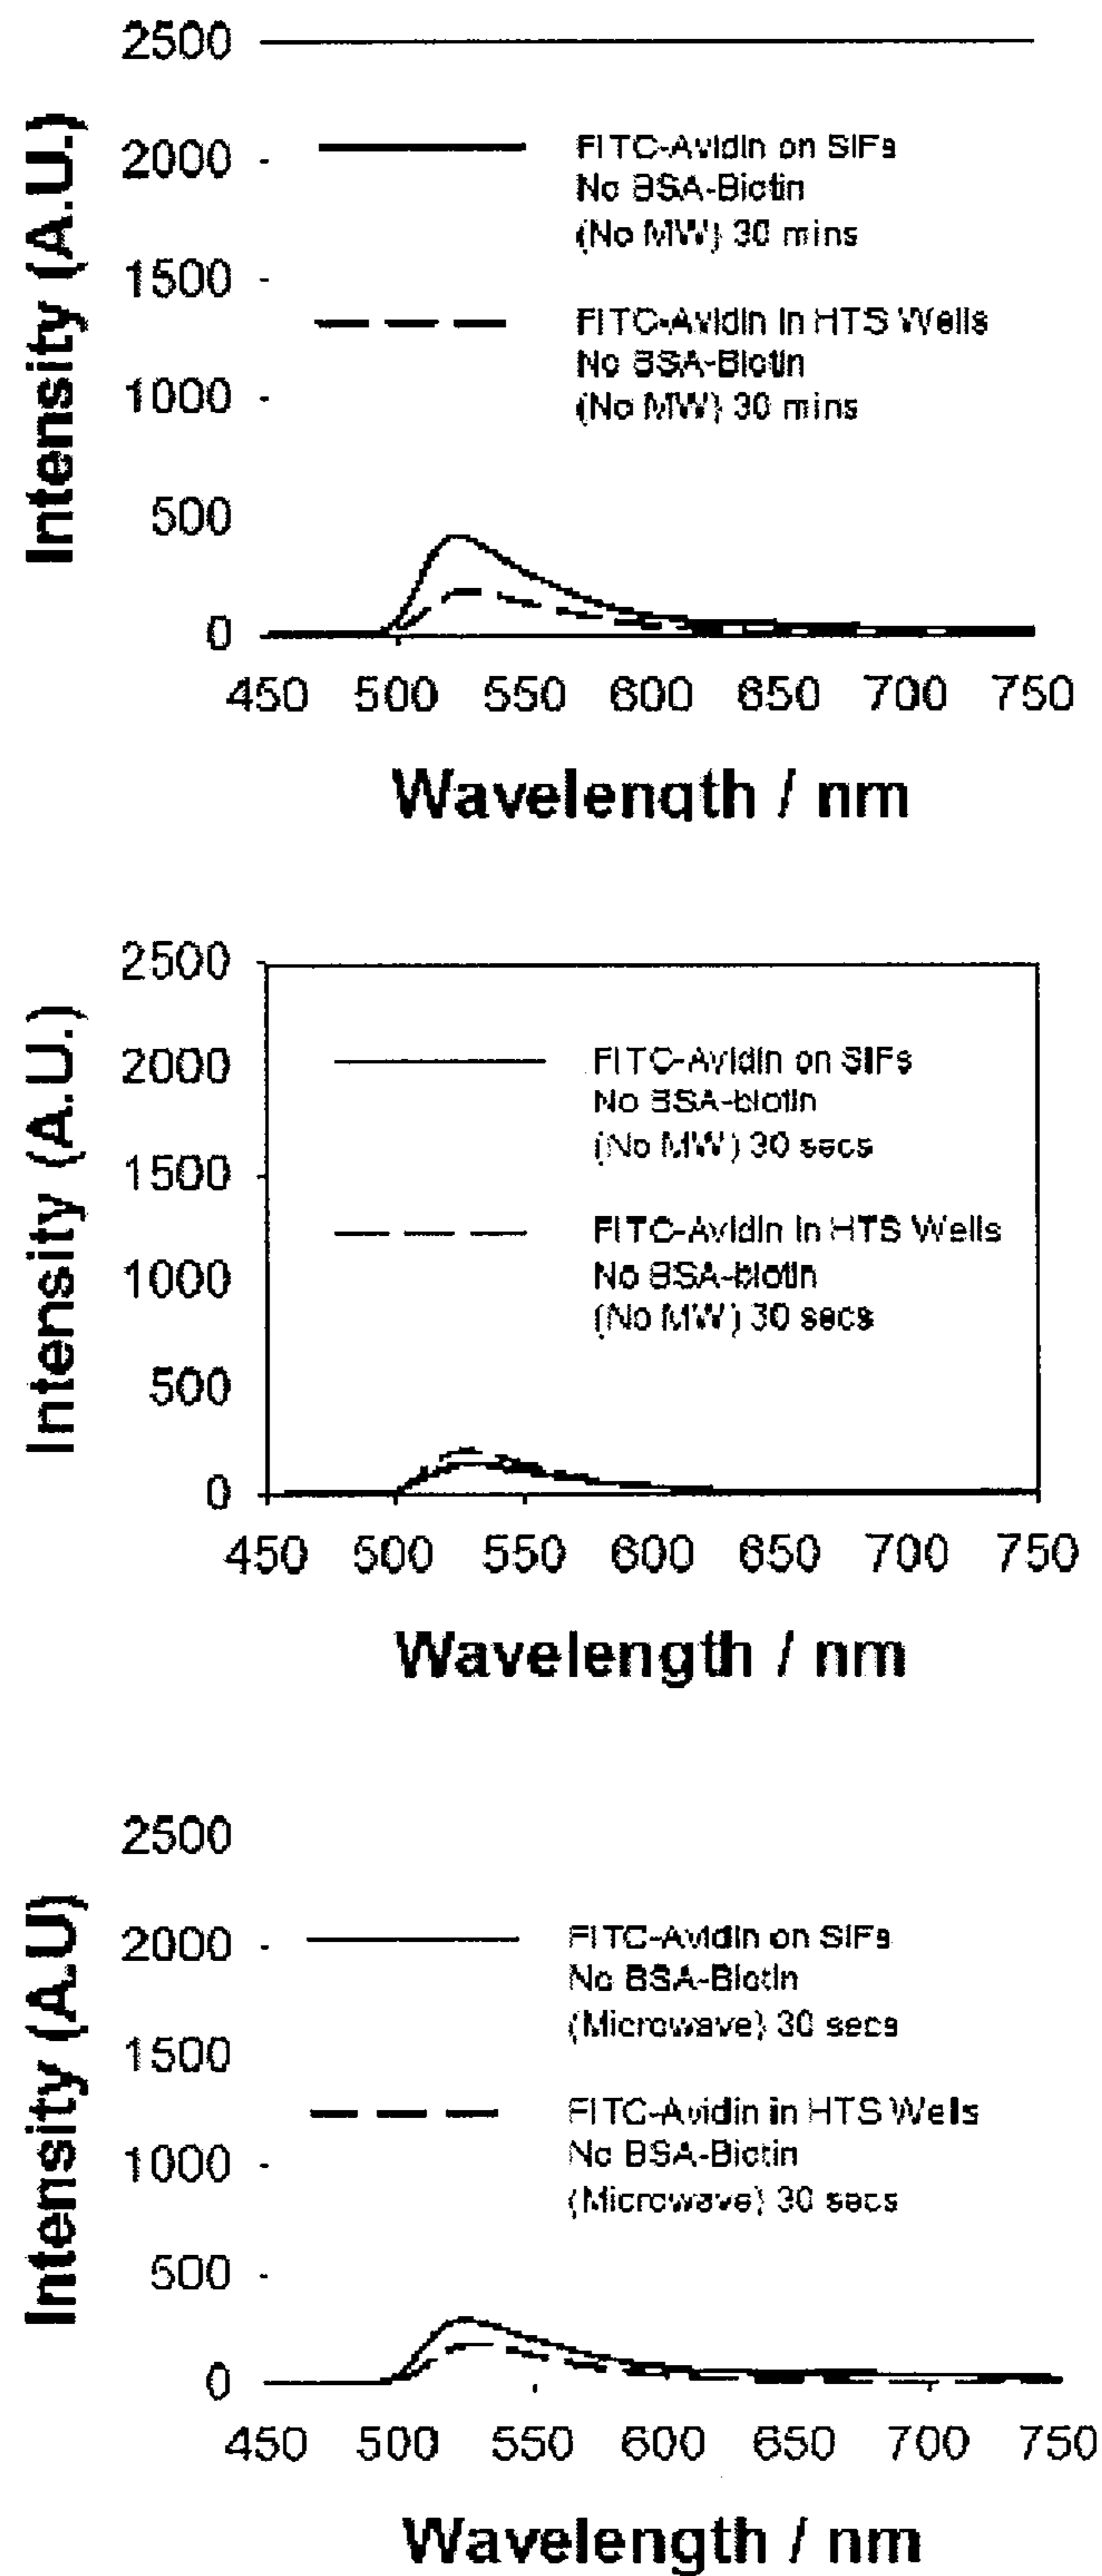 2500
2000
1500
1000
500
0
Intensity (A.U.)
FITC-Avidin on SIFs
No BSA-Biotin
(No MW) 30 mins
FITC-Avidin in HTS Wells
No BSA-Biotin
(No MW) 30 mins
450 500 550 600 650 700 750
Wavelength / nm
2500
2000
1500
1000
500
0
Intensity (A.U.)
FITC-Avidin on SIFs
No BSA-biotin
(No MW) 30 secs
FITC-Avidin in HTS Wells
No BSA-biotin
(No MW) 30 secs
450 500 550 600 650 700 750
Wavelength / nm
2500
2000
1500
1000
500
0
Intensity (A.U)
FITC-Avidin on SIFs
No BSA-Biotin
(Microwave) 30 secs
FITC-Avidin in HTS Wells
No BSA-Biotin
(Microwave) 30 secs
450 500 550 600 650 700 750
Wavelength / nm